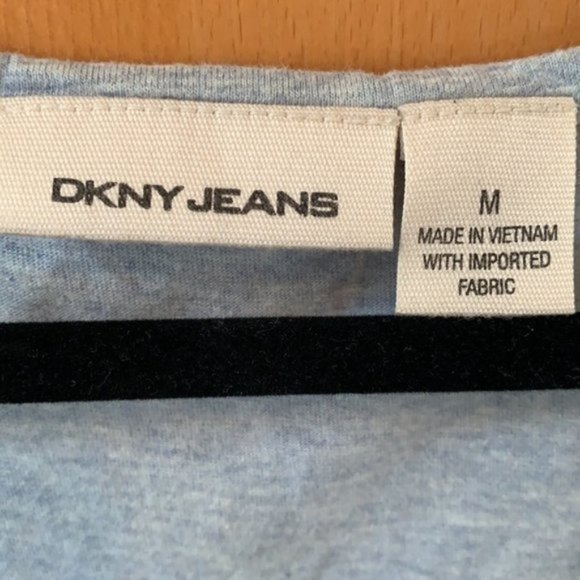 DKNY JEANS
M
MADE IN VIETNAM
WITH IMPORTED
FABRIC